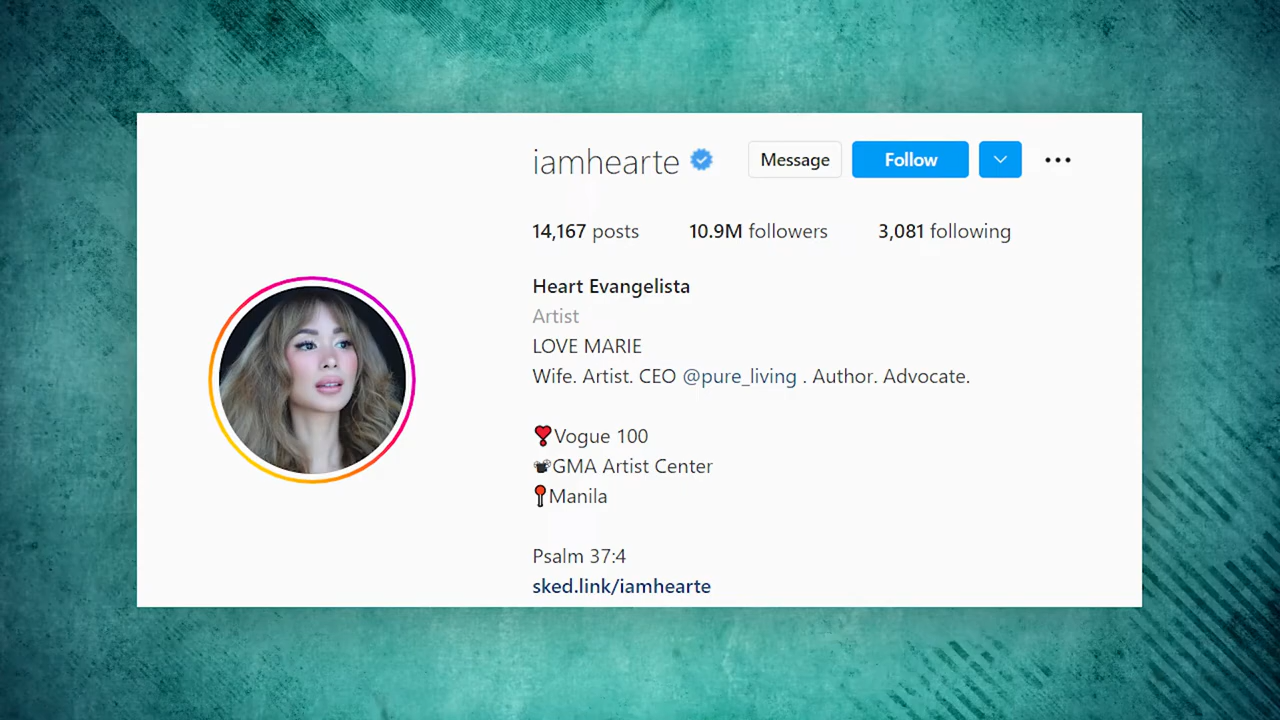 iamhearte Message Follow
14,167 posts 10.9M followers 3,081 following
Heart Evangelista
Artist
LOVE MARIE
Wife. Artist. CEO @pure_living . Author. Advocate.
❣️Vogue 100
📽GMA Artist Center
📍Manila
Psalm 37:4
sked.link/iamhearte